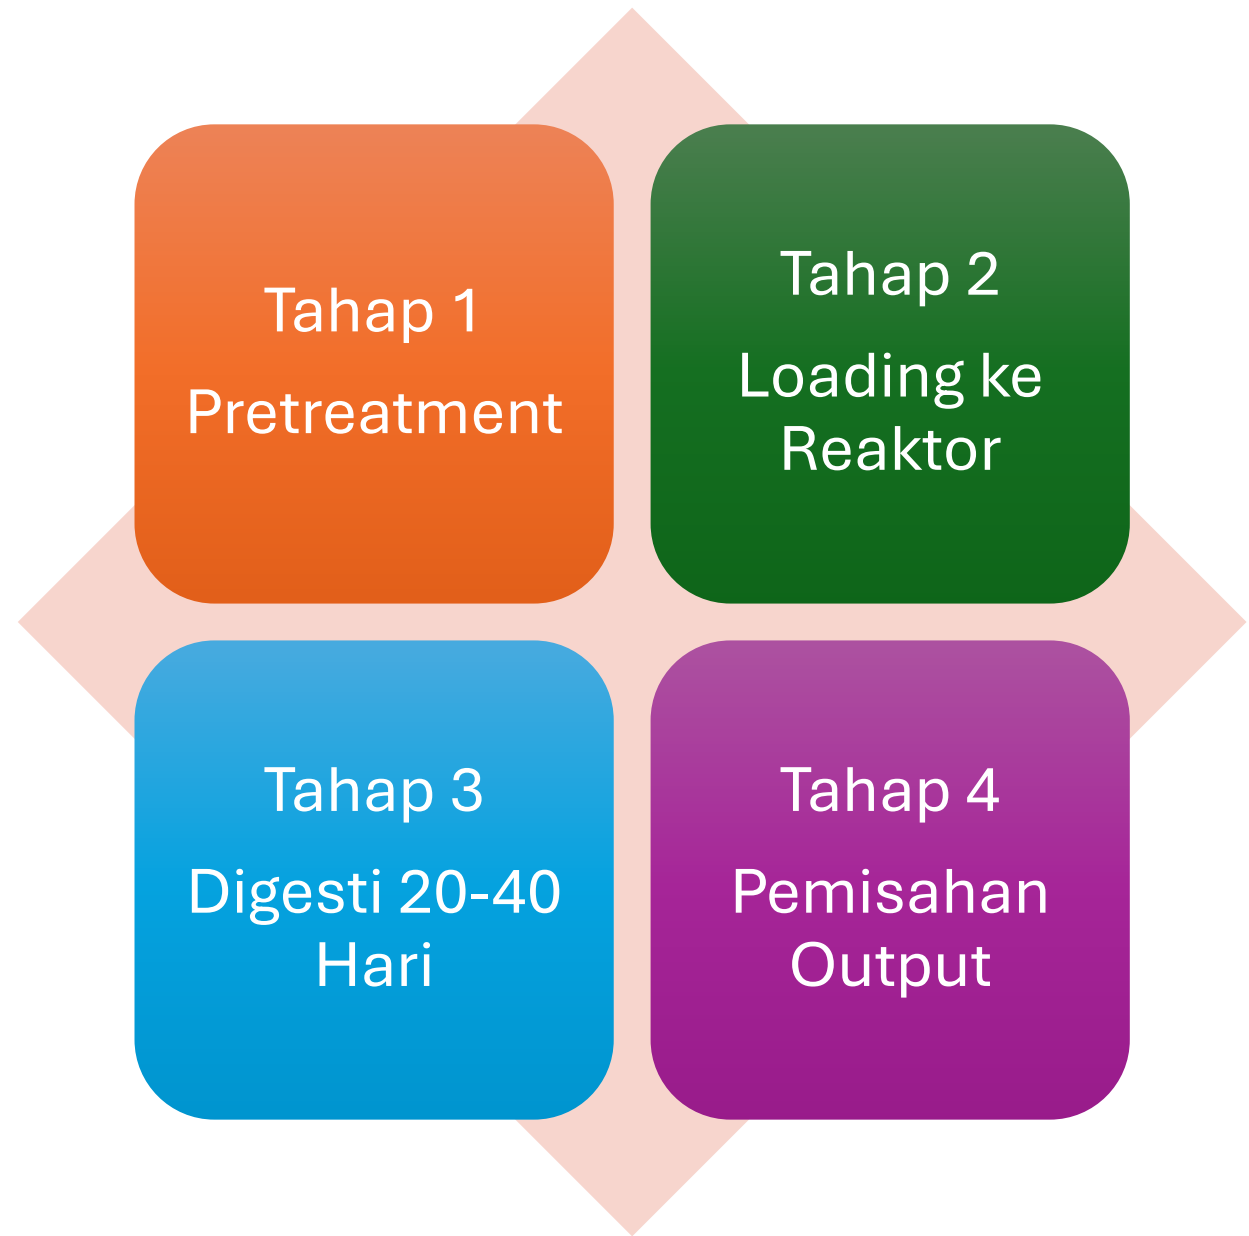 Tahap 1
Pretreatment
Tahap 2
Loading ke
Reaktor
Tahap 3
Digesti 20-40
Hari
Tahap 4
Pemisahan
Output